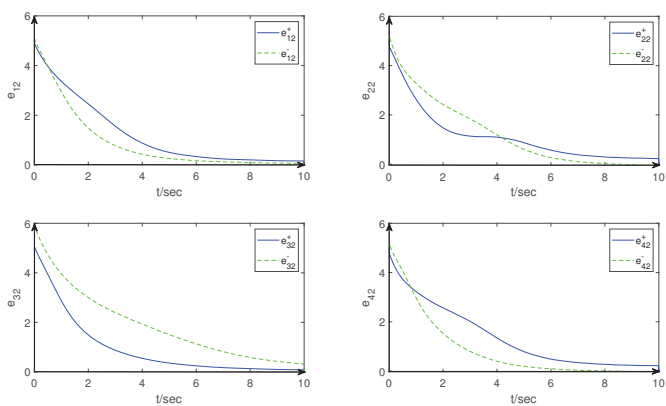 6
4
2
0
e₁₂
e⁺₁₂
e⁻₁₂
0 2 4 6 8 10
t/sec
6
4
2
0
e₂₂
e⁺₂₂
e⁻₂₂
0 2 4 6 8 10
t/sec
6
4
2
0
e₃₂
e⁺₃₂
e⁻₃₂
0 2 4 6 8 10
t/sec
6
4
2
0
e₄₂
e⁺₄₂
e⁻₄₂
0 2 4 6 8 10
t/sec